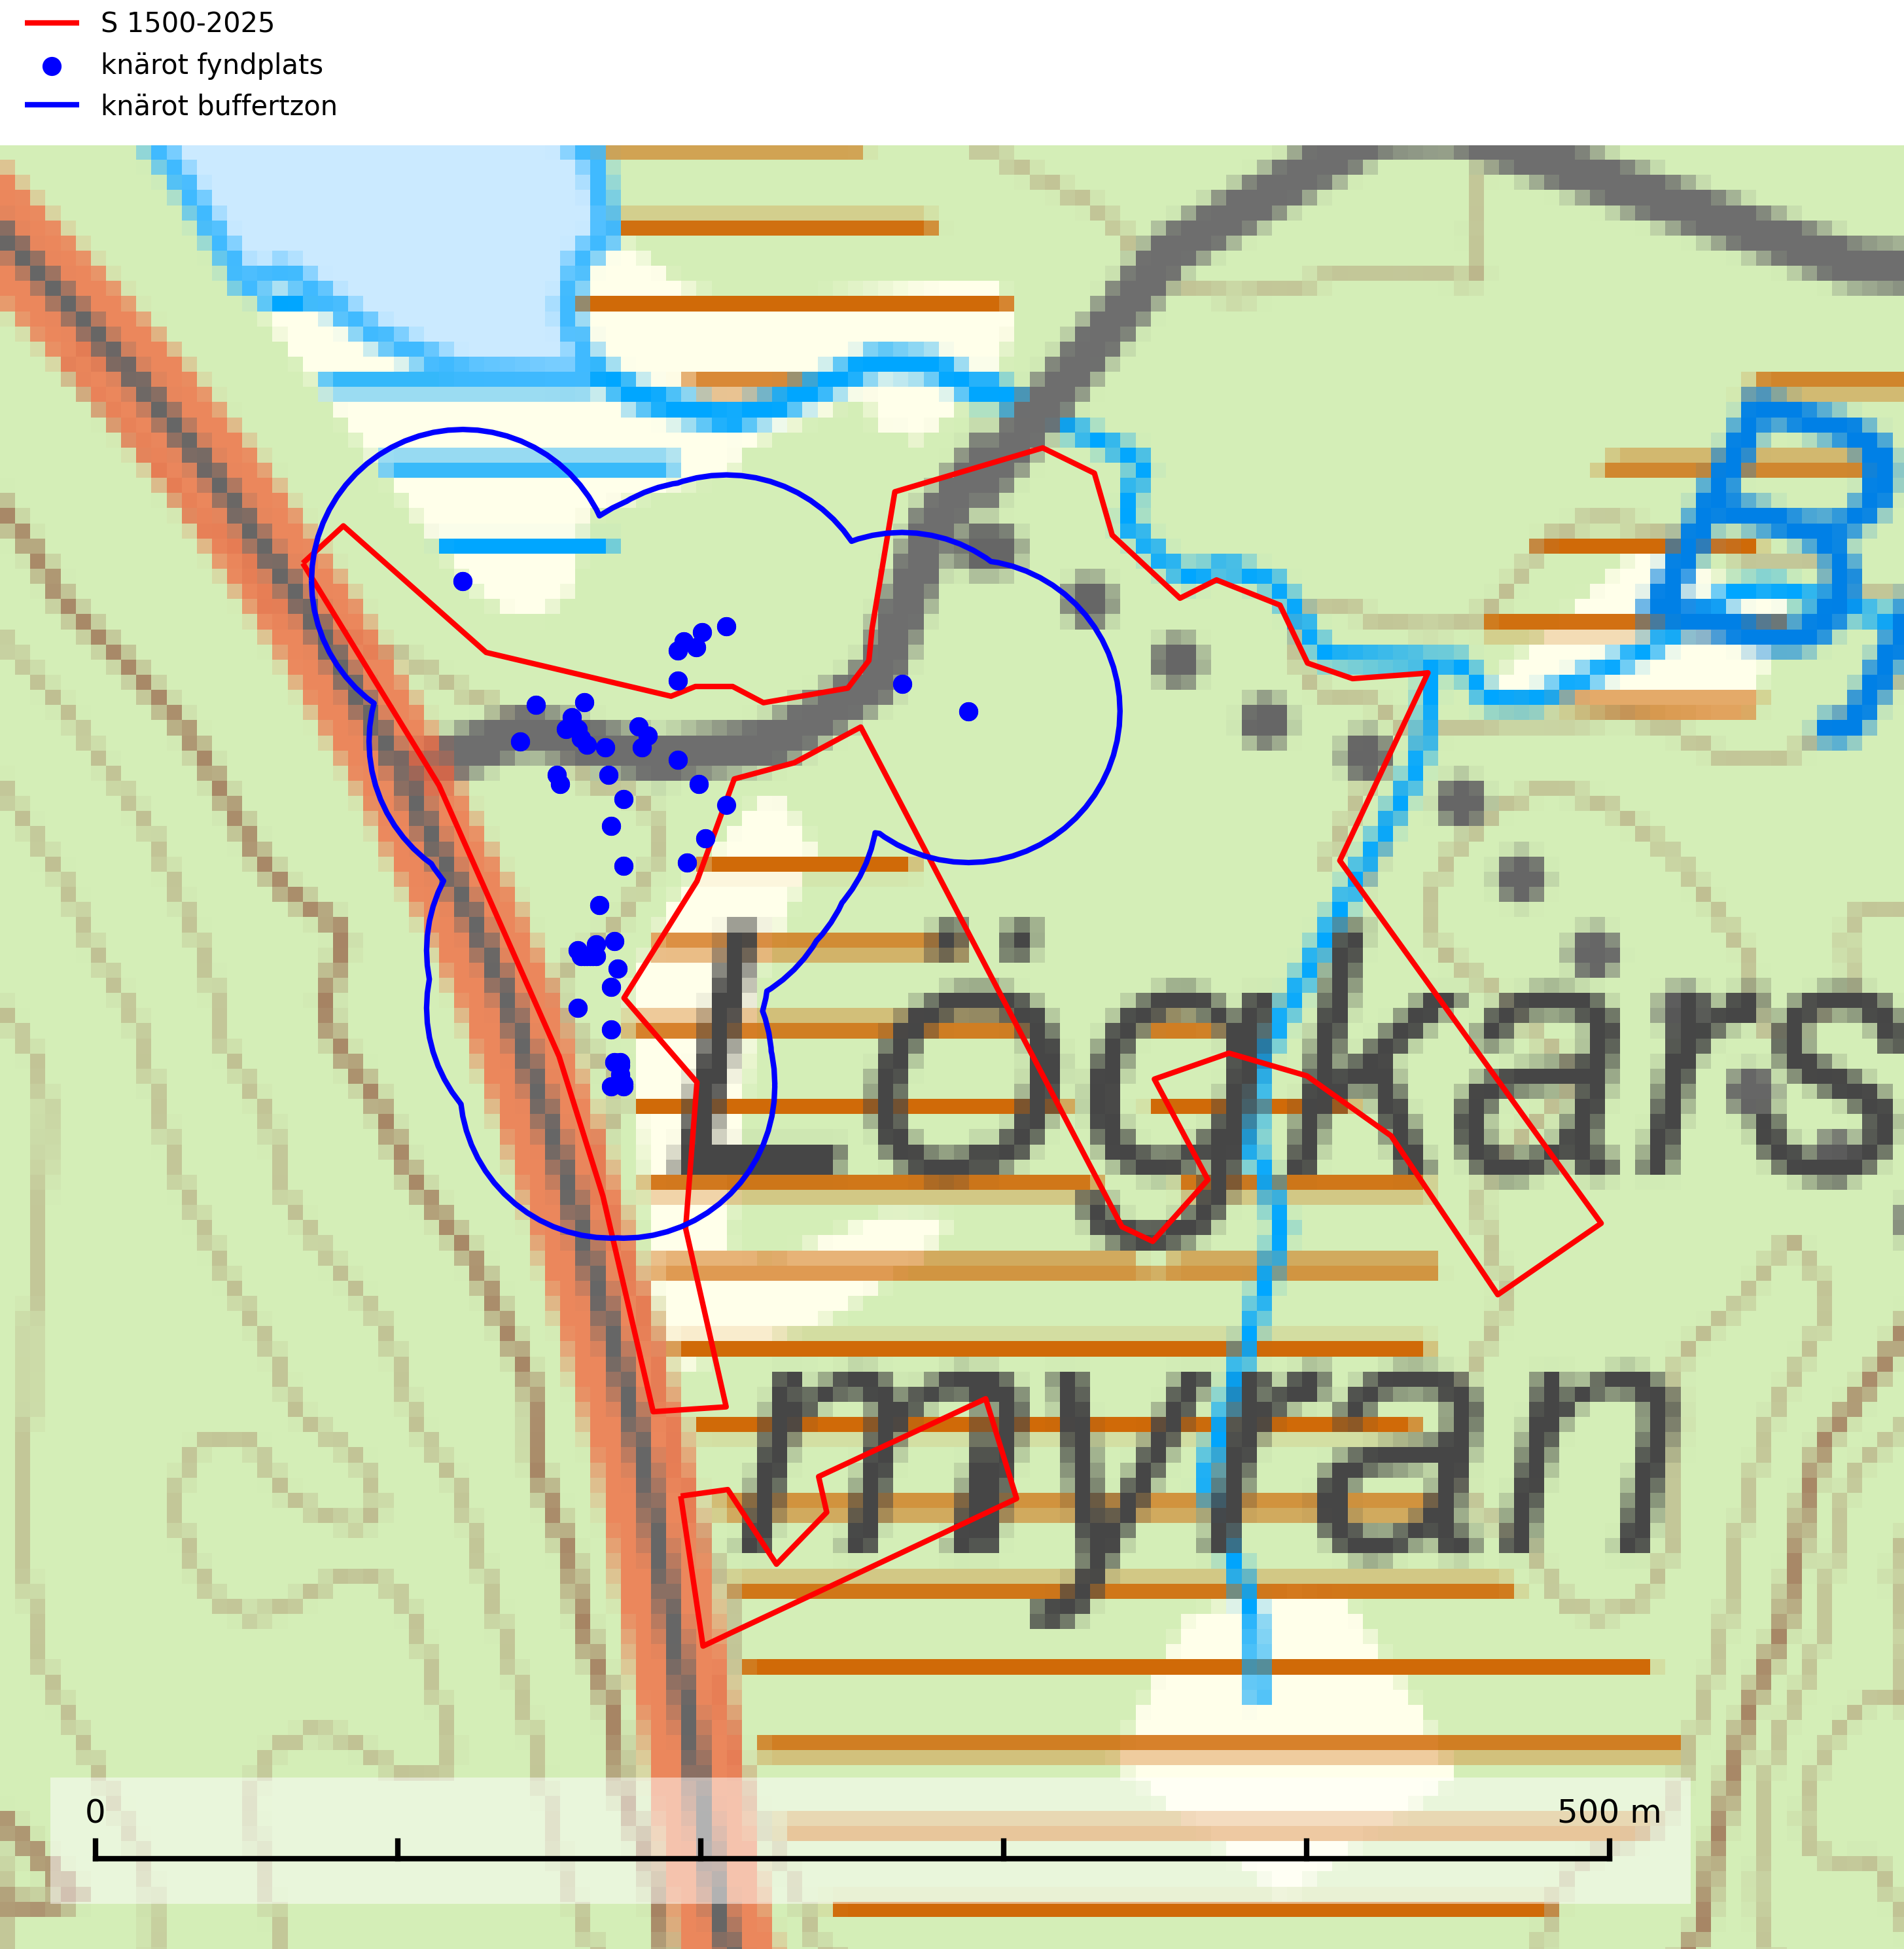 S 1500-2025
knärot fyndplats
knärot buffertzon
B
Lögkärs
myran
0
500 m